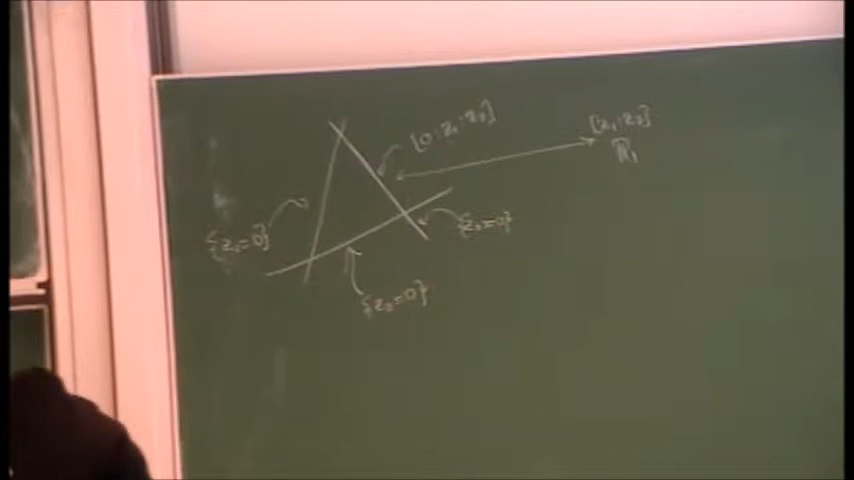 [0:z₁:z₂]
[z₁:z₂]
ℙ₁
{z₁=0}
{z₀=0}
{z₂=0}